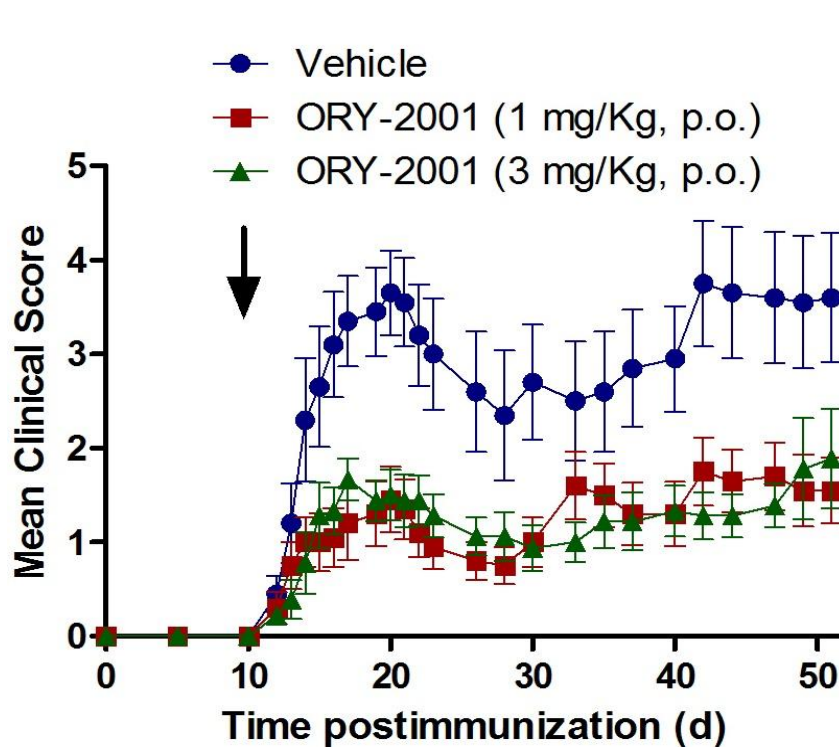 Vehicle
ORY-2001 (1 mg/Kg, p.o.)
ORY-2001 (3 mg/Kg, p.o.)
5
4
3
2
1
0
Mean Clinical Score
0 10 20 30 40 50
Time postimmunization (d)